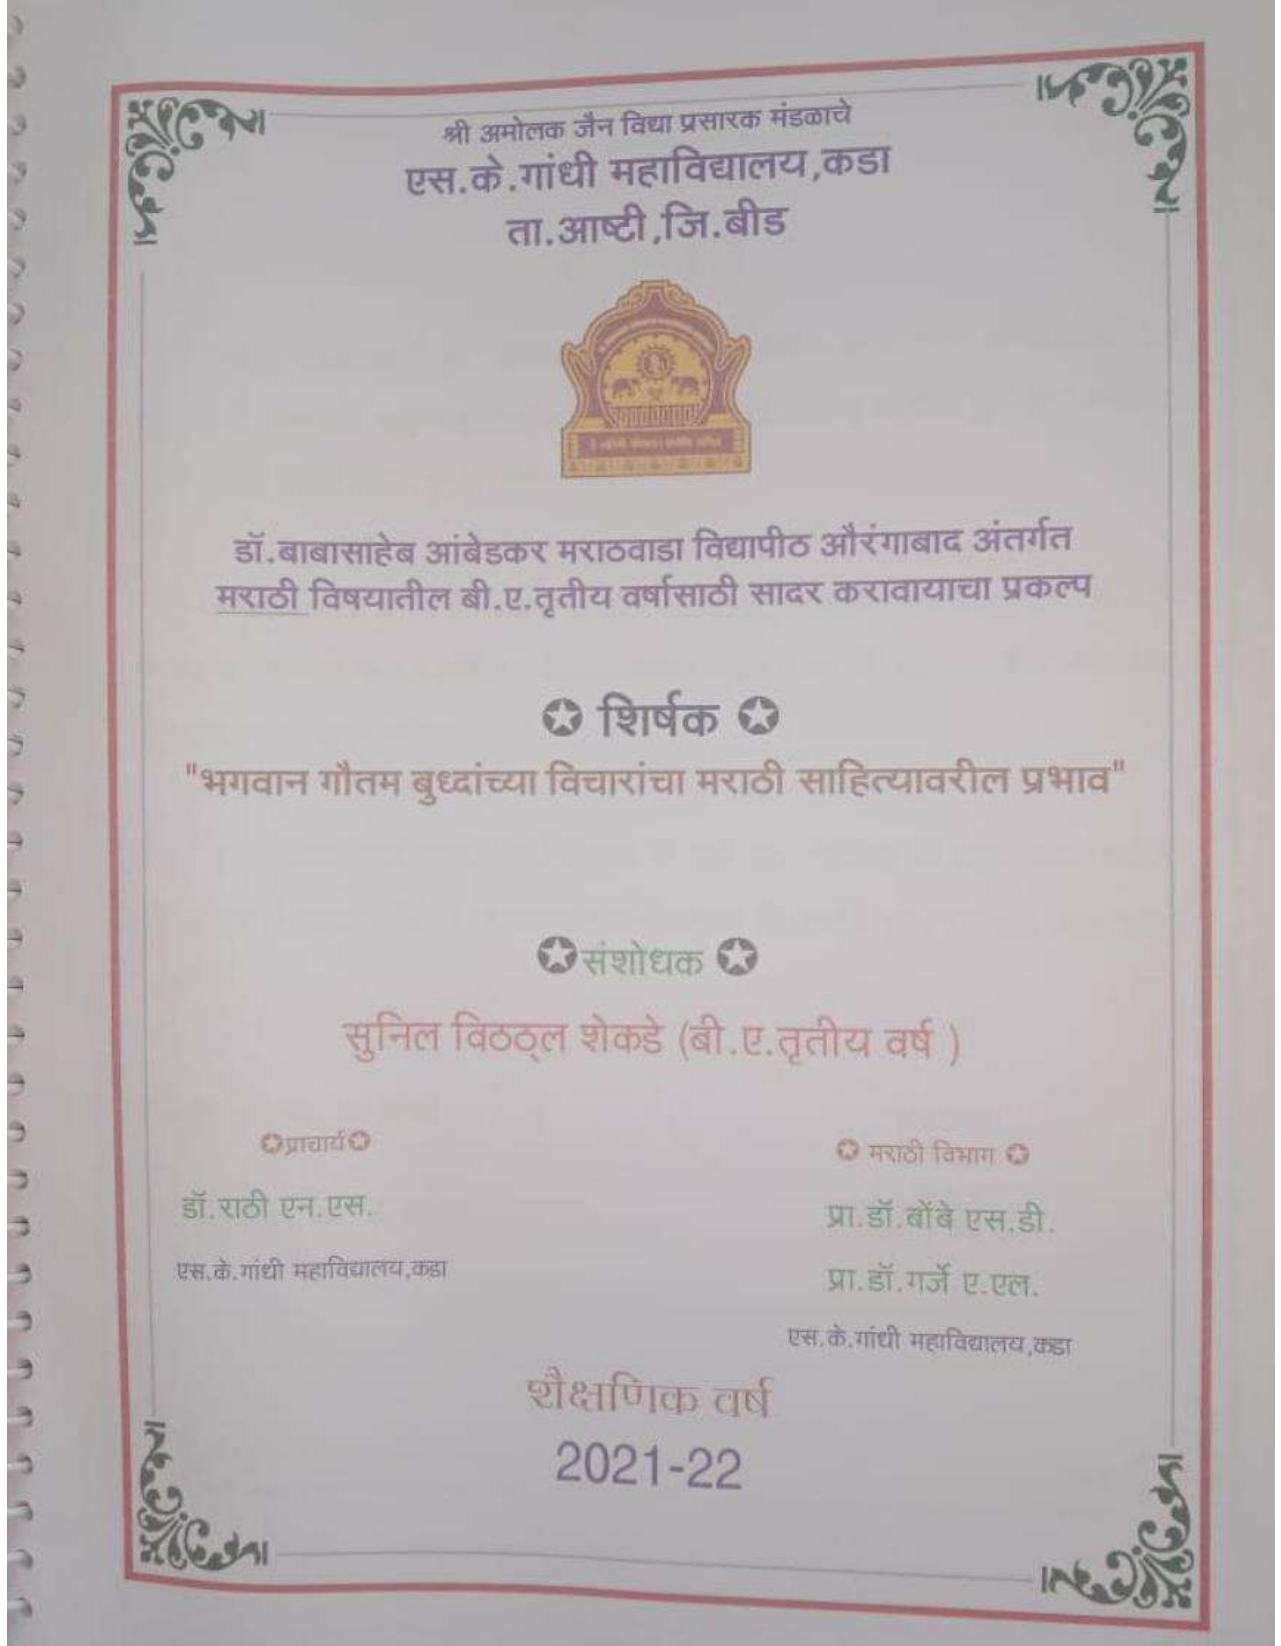 श्री अमोलक जैन विद्या प्रसारक मंडळाचे
एस.के.गांधी महाविद्यालय,कडा
ता.आष्टी,जि.बीड
डॉ.बाबासाहेब आंबेडकर मराठवाडा विद्यापीठ औरंगाबाद अंतर्गत
मराठी विषयातील बी.ए.तृतीय वर्षासाठी सादर करावायाचा प्रकल्प
✪ शिर्षक ✪
"भगवान गौतम बुध्दांच्या विचारांचा मराठी साहित्यावरील प्रभाव"
✪संशोधक ✪
सुनिल विठठ्ल शेकडे (बी.ए.तृतीय वर्ष )
✪प्राचार्य✪
डॉ.राठी एन.एस.
एस.के.गांधी महाविद्यालय,कडा
✪ मराठी विभाग ✪
प्रा.डॉ.बोंबे एस.डी.
प्रा.डॉ.गर्जे ए.एल.
एस.के.गांधी महाविद्यालय,कडा
शैक्षणिक वर्ष
2021-22